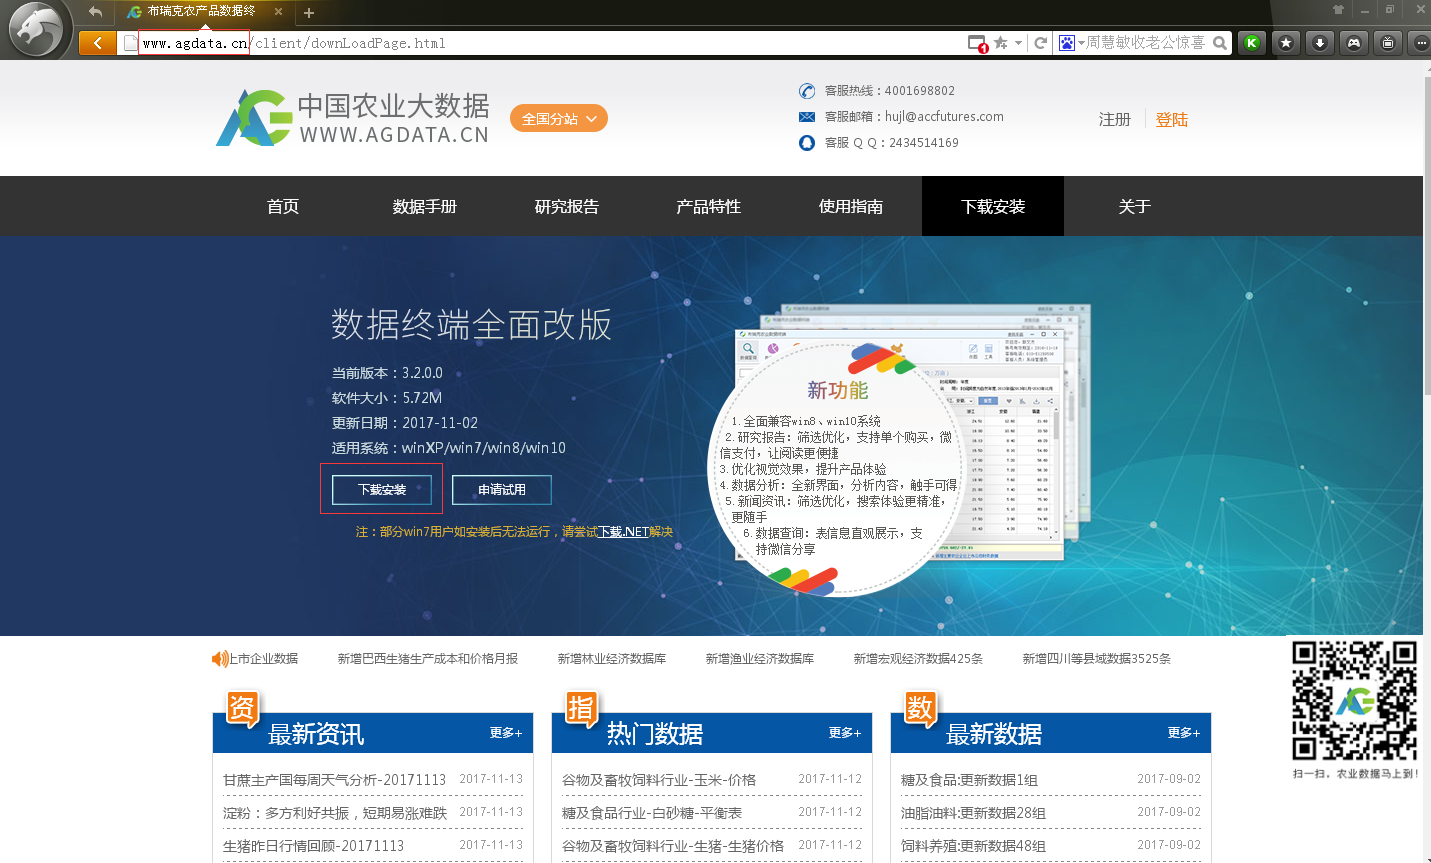 布瑞克农产品数据终
www.agdata.cn/client/downLoadPage.html
周慧敏收老公惊喜
中国农业大数据
WWW.AGDATA.CN
全国分站
客服热线：4001698802
客服邮箱：hujl@accfutures.com
客服 Q Q：2434514169
注册
登陆
首页
数据手册
研究报告
产品特性
使用指南
下载安装
关于
数据终端全面改版
当前版本：3.2.0.0
软件大小：5.72M
更新日期：2017-11-02
适用系统：winXP/win7/win8/win10
下载安装
申请试用
注：部分win7用户如安装后无法运行，请尝试下载.NET解决
新功能
1.全面兼容win8、win10系统
2.研究报告：筛选优化，支持单个购买，微
信支付，让阅读更便捷
3.优化视觉效果，提升产品体验
4.数据分析：全新界面，分析内容，触手可得
5.新闻资讯：筛选优化，搜索体验更精准，
更随手
6.数据查询：表信息直观展示，支
持微信分享
上市企业数据
新增巴西生猪生产成本和价格月报
新增林业经济数据库
新增渔业经济数据库
新增宏观经济数据425条
新增四川等县域数据3525条
扫一扫，农业数据马上到！
资
最新资讯
更多+
甘蔗主产国每周天气分析-20171113 2017-11-13
淀粉：多方利好共振，短期易涨难跌 2017-11-13
生猪昨日行情回顾-20171113 2017-11-13
指
热门数据
更多+
谷物及畜牧饲料行业-玉米-价格 2017-11-12
糖及食品行业-白砂糖-平衡表 2017-11-12
谷物及畜牧饲料行业-生猪-生猪价格 2017-11-12
数
最新数据
更多+
糖及食品:更新数据1组 2017-09-02
油脂油料:更新数据28组 2017-09-02
饲料养殖:更新数据48组 2017-09-02